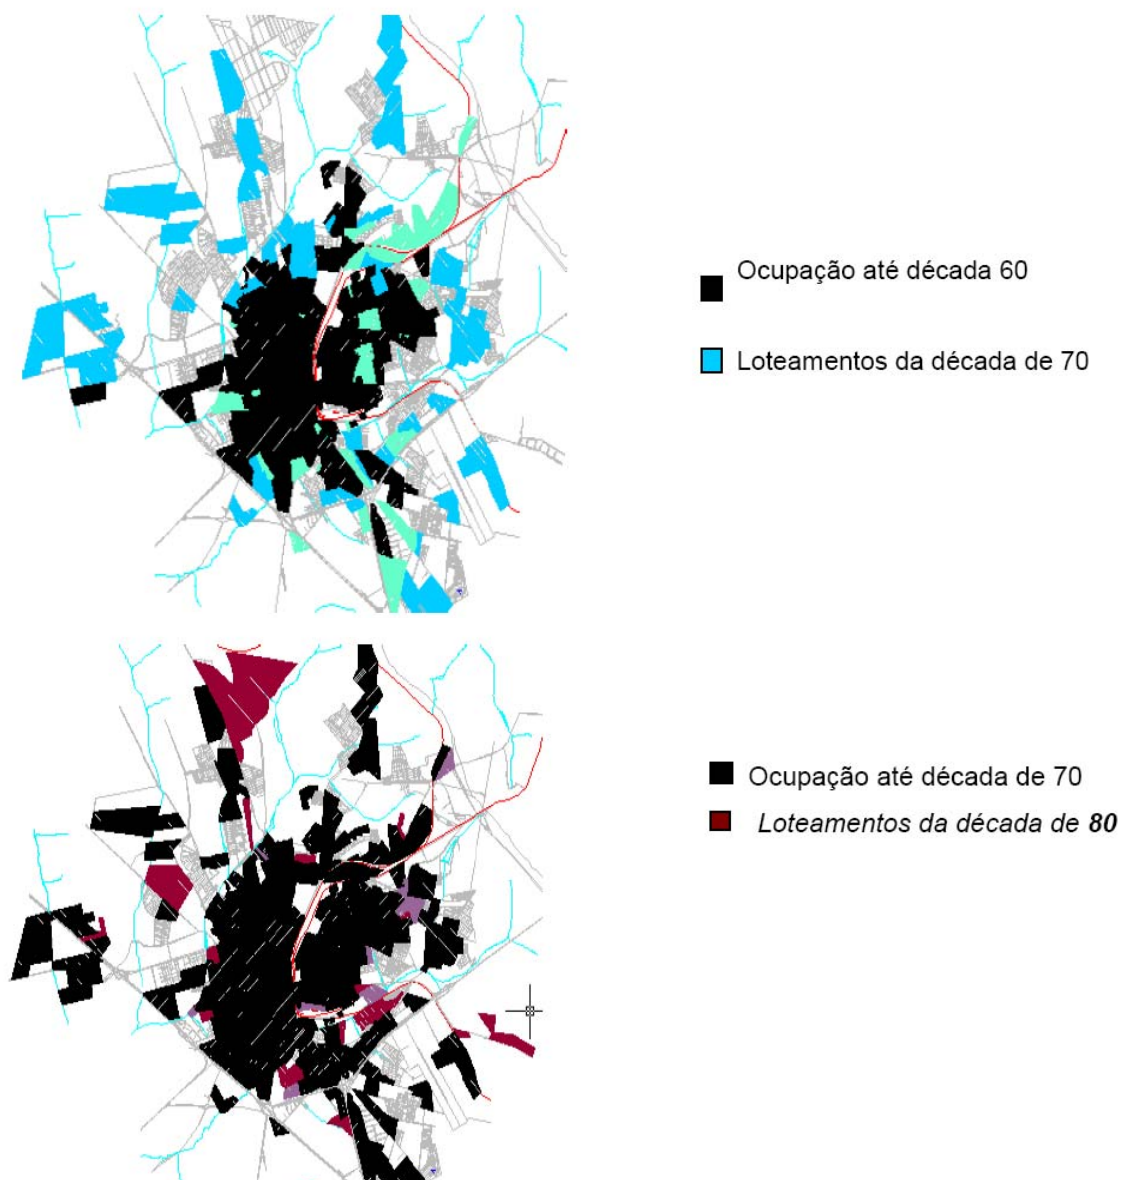 Ocupação até década 60
Loteamentos da década de 70
Ocupação até década de 70
Loteamentos da década de 80